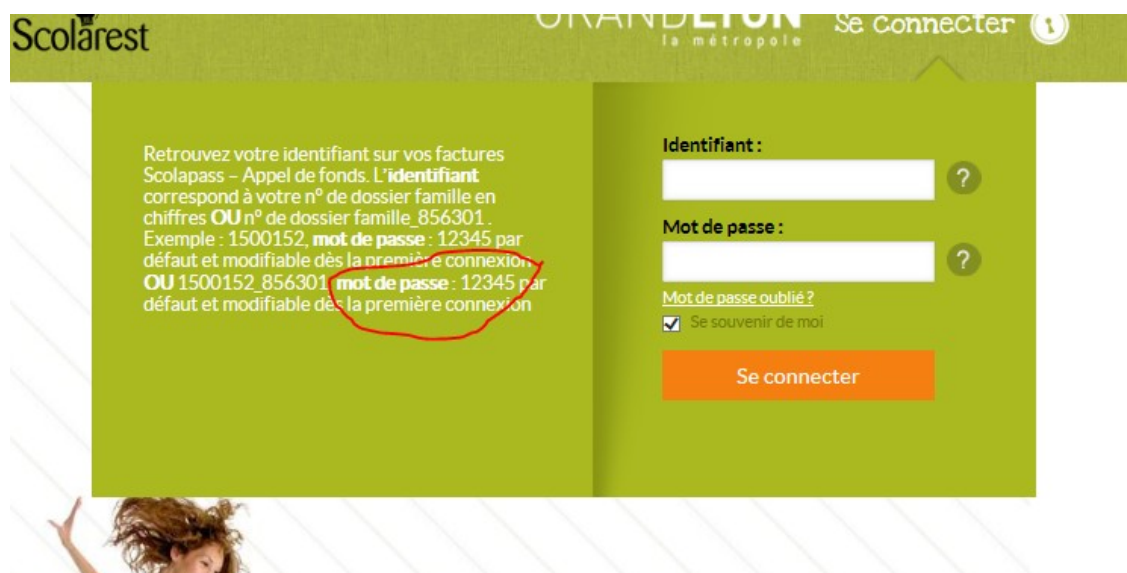 Scolarest
GRANDLYON
la métropole
Se connecter
Retrouvez votre identifiant sur vos factures
Scolapass – Appel de fonds. L'identifiant
correspond à votre n° de dossier famille en
chiffres OU n° de dossier famille_856301 .
Exemple : 1500152, mot de passe : 12345 par
défaut et modifiable dès la première connexion
OU 1500152_856301, mot de passe : 12345 par
défaut et modifiable dès la première connexion
Identifiant :
?
Mot de passe :
?
Mot de passe oublié ?
Se souvenir de moi
Se connecter